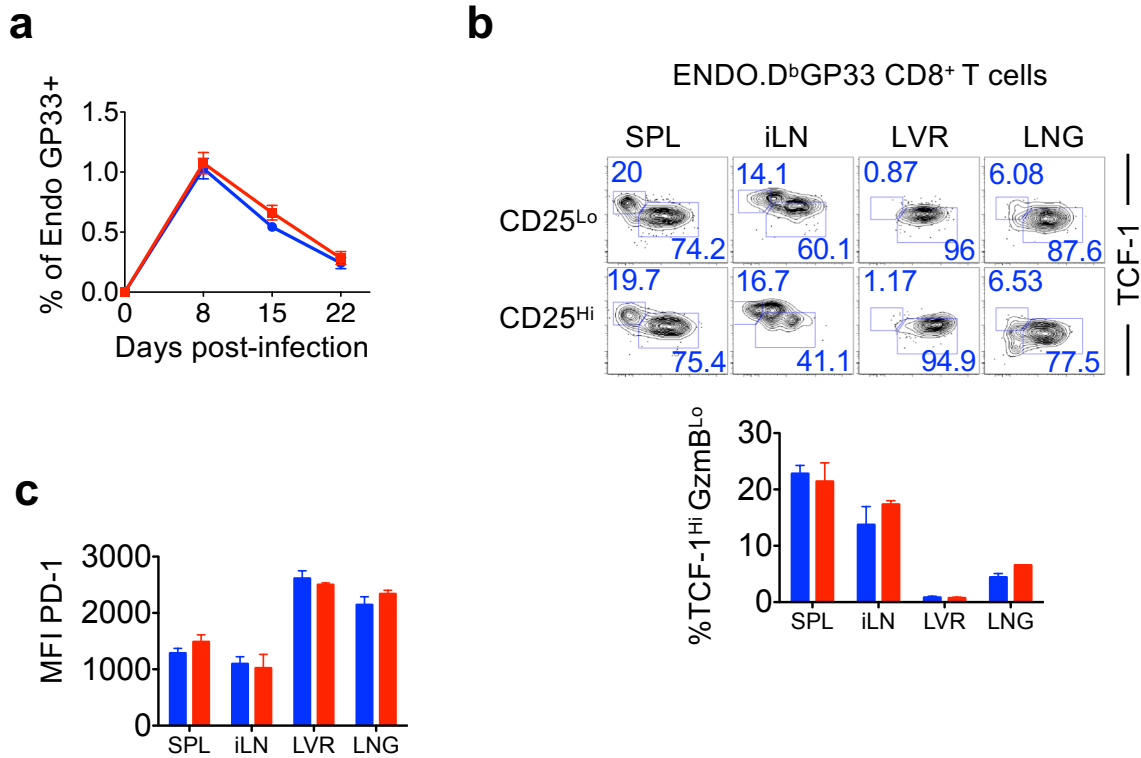 a
% of Endo GP33+
1.5
1.0
0.5
0.0
0 8 15 22
Days post-infection
b
ENDO.DᵇGP33 CD8⁺ T cells
SPL iLN LVR LNG
CD25ᴸᵒ
20 14.1 0.87 6.08
74.2 60.1 96 87.6
CD25ᴴⁱ
19.7 16.7 1.17 6.53
75.4 41.1 94.9 77.5
TCF-1
%TCF-1ᴴⁱ GzmBᴸᵒ
30
20
10
0
SPL iLN LVR LNG
c
MFI PD-1
3000
2000
1000
0
SPL iLN LVR LNG